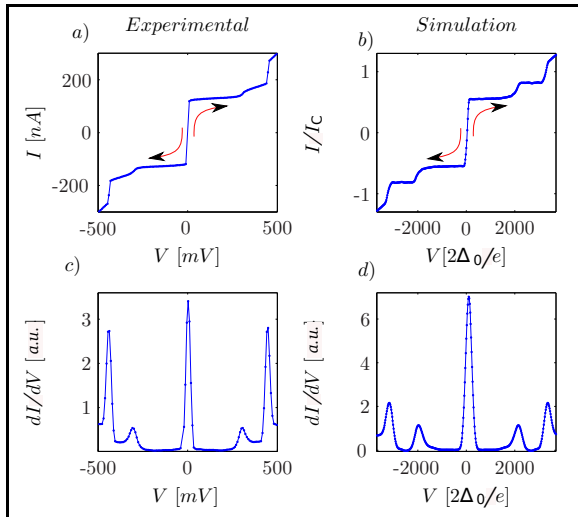 Experimental
Simulation
a)
b)
I [nA]
200
0
-200
-500
0
500
V [mV]
I/I_C
1
0
-1
-2000
0
2000
V[2Δ₀/e]
c)
d)
dI/dV [a.u.]
3
2
1
-500
0
500
V [mV]
dI/dV [a.u.]
6
4
2
0
-2000
0
2000
V [2Δ₀/e]